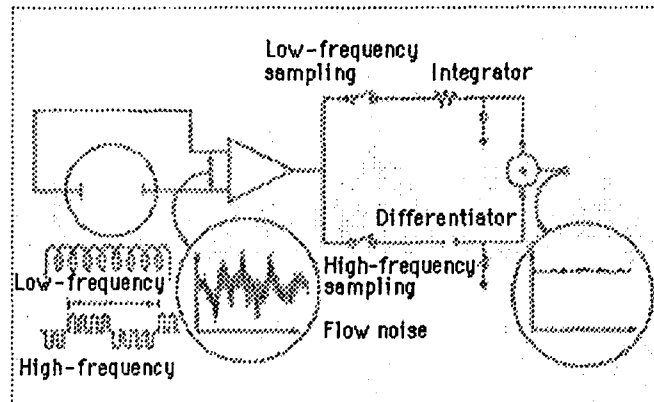 Low-frequency
sampling
Integrator
Differentiator
High-frequency
sampling
Low-frequency
High-frequency
Flow noise